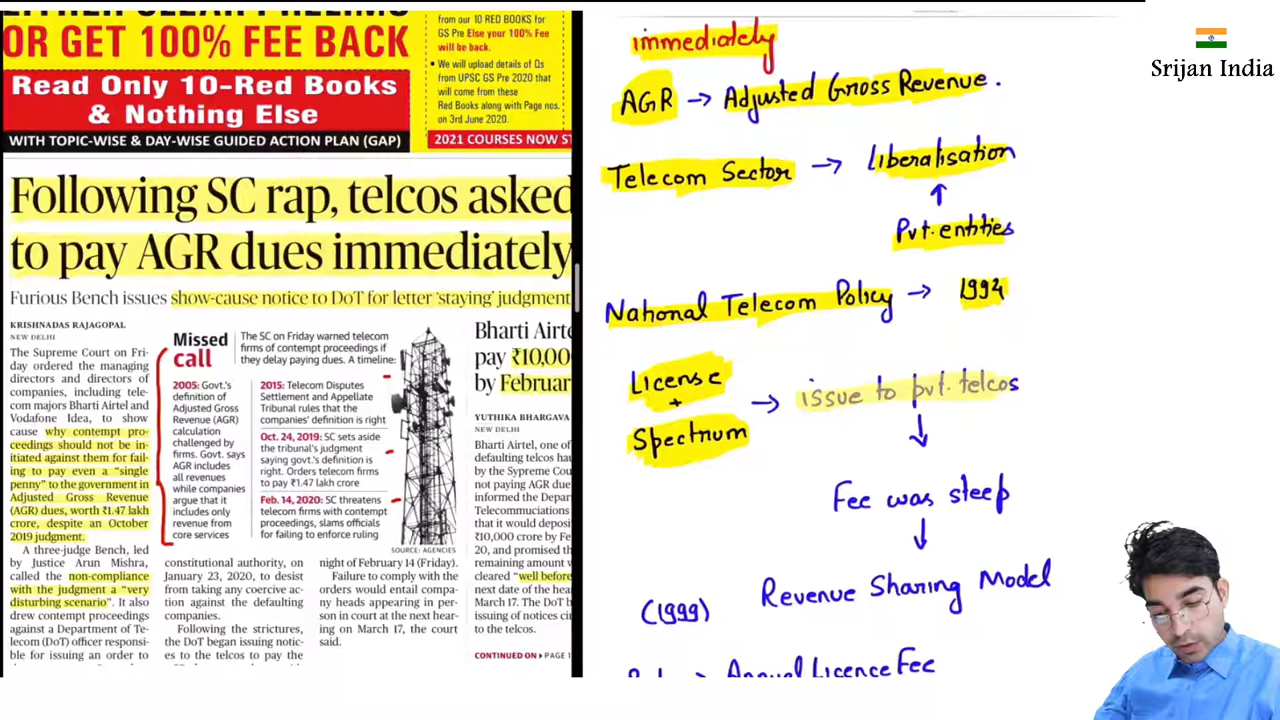 OR GET 100% FEE BACK
Read Only 10-Red Books
& Nothing Else
WITH TOPIC-WISE & DAY-WISE GUIDED ACTION PLAN (GAP)
from our 10 RED BOOKS for
GS Pre Else your 100% Fee
will be back.
• We will upload details of Qs
from UPSC GS Pre 2020 that
will come from these
Red Books along with Page nos.
on 3rd June 2020.
2021 COURSES NOW
Following SC rap, telcos asked
to pay AGR dues immediately
Furious Bench issues show-cause notice to DoT for letter 'staying' judgment
KRISHNADAS RAJAGOPAL
NEW DELHI
The Supreme Court on Fri-
day ordered the managing
directors and directors of
companies, including tele-
com majors Bharti Airtel and
Vodafone Idea, to show
cause why contempt pro-
ceedings should not be in-
itiated against them for fail-
ing to pay even a "single
penny" to the government in
Adjusted Gross Revenue
(AGR) dues, worth ₹1.47 lakh
crore, despite an October
2019 judgment.
A three-judge Bench, led
by Justice Arun Mishra,
called the non-compliance
with the judgment a "very
disturbing scenario". It also
drew contempt proceedings
against a Department of Te-
lecom (DoT) officer responsi-
ble for issuing an order to
Missed
call
The SC on Friday warned telecom
firms of contempt proceedings if
they delay paying dues. A timeline:
2005: Govt.'s
definition of
Adjusted Gross
Revenue (AGR)
calculation
challenged by
firms. Govt. says
AGR includes
all revenues
while companies
argue that it
includes only
revenue from
core services
2015: Telecom Disputes
Settlement and Appellate
Tribunal rules that the
companies' definition is right
Oct. 24, 2019: SC sets aside
the tribunal's judgment
saying govt.'s definition is
right. Orders telecom firms
to pay ₹1.47 lakh crore
Feb. 14, 2020: SC threatens
telecom firms with contempt
proceedings, slams officials
for failing to enforce ruling
SOURCE: AGENCIES
constitutional authority, on
January 23, 2020, to desist
from taking any coercive ac-
tion against the defaulting
companies.
Following the strictures,
the DoT began issuing notic-
es to the telcos to pay the
night of February 14 (Friday).
Failure to comply with the
orders would entail compa-
ny heads appearing in per-
son in court at the next hear-
ing on March 17, the court
said.
Bharti Airte
pay ₹10,000
by Februar
YUTHIKA BHARGAVA
NEW DELHI
Bharti Airtel, one of
defaulting telcos hau
by the Supreme Cou
not paying AGR due
informed the Depar
Telecommuciations
that it would deposi
₹10,000 crore by Fe
20, and promised th
remaining amount w
cleared "well before
next date of the hea
March 17. The DoT b
issuing of notices cir
to the telcos.
CONTINUED ON ▸ PAGE 1
immediately
AGR → Adjusted Gross Revenue.
Telecom Sector → Liberalisation
↑
Pvt. entities
National Telecom Policy → 1994
License
+
Spectrum → issue to pvt. telcos
↓
Fee was steep
↓
Revenue Sharing Model
(1999)
Annual Licence Fee
Srijan India